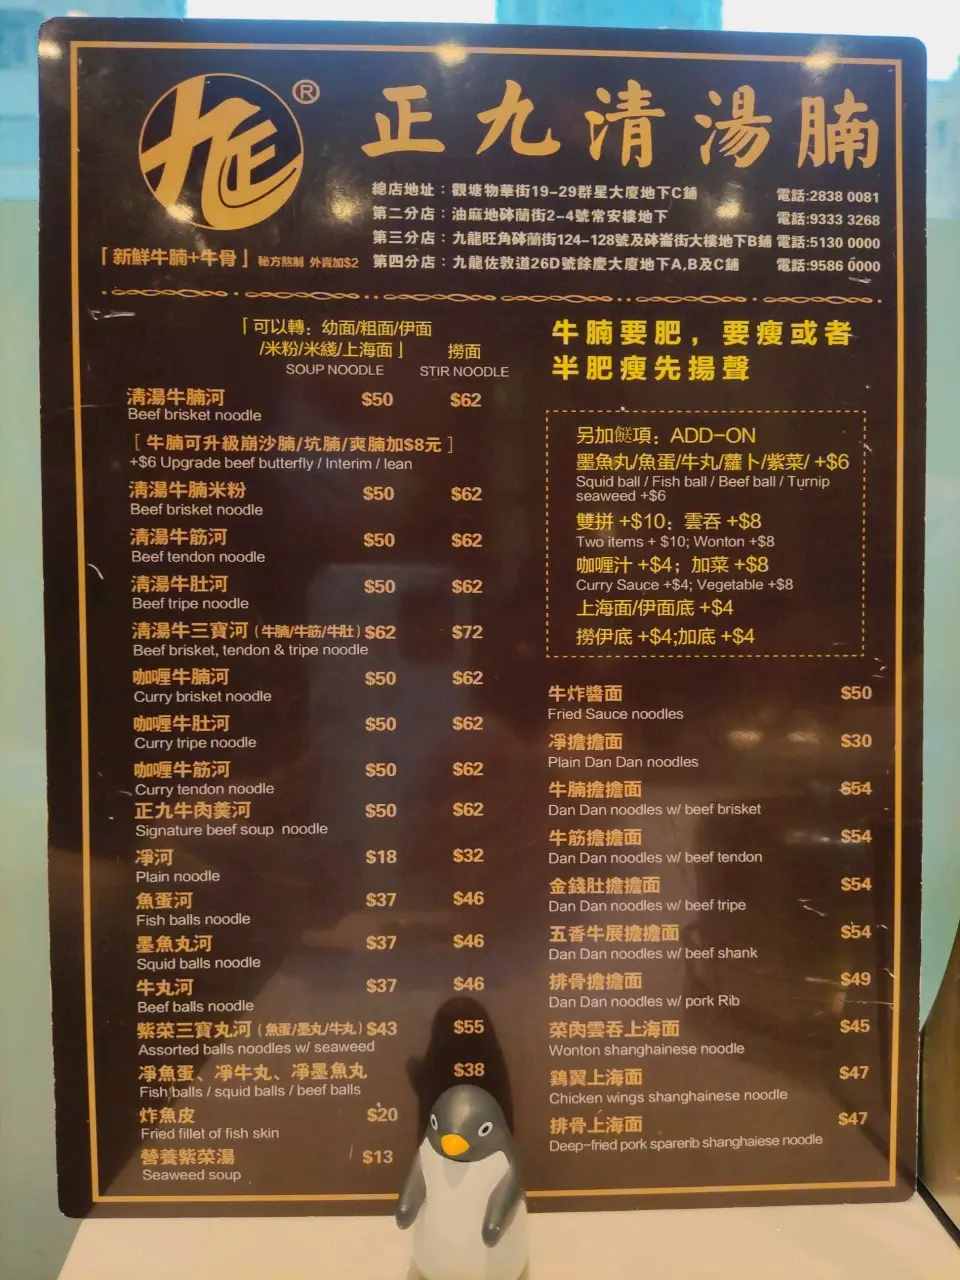 九正 ®
正九清湯腩
總店地址：觀塘物華街19-29群星大廈地下C鋪 電話:2838 0081
第二分店：油麻地砵蘭街2-4號常安樓地下 電話:9333 3268
第三分店：九龍旺角砵蘭街124-128號及砵崙街大樓地下B鋪 電話:5130 0000
「新鮮牛腩+牛骨」秘方熬制 外賣加$2
第四分店：九龍佐敦道26D號餘慶大廈地下A,B及C鋪 電話:9586 0000
「可以轉：幼面/粗面/伊面
/米粉/米綫/上海面」 撈面
SOUP NOODLE STIR NOODLE
清湯牛腩河 $50 $62
Beef brisket noodle
[ 牛腩可升級崩沙腩/坑腩/爽腩加$8元 ]
+$6 Upgrade beef butterfly / Interim / lean
清湯牛腩米粉 $50 $62
Beef brisket noodle
清湯牛筋河 $50 $62
Beef tendon noodle
清湯牛肚河 $50 $62
Beef tripe noodle
清湯牛三寶河（牛腩/牛筋/牛肚） $62 $72
Beef brisket, tendon & tripe noodle
咖喱牛腩河 $50 $62
Curry brisket noodle
咖喱牛肚河 $50 $62
Curry tripe noodle
咖喱牛筋河 $50 $62
Curry tendon noodle
正九牛肉羹河 $50 $62
Signature beef soup noodle
凈河 $18 $32
Plain noodle
魚蛋河 $37 $46
Fish balls noodle
墨魚丸河 $37 $46
Squid balls noodle
牛丸河 $37 $46
Beef balls noodle
紫菜三寶丸河（魚蛋/墨丸/牛丸） $43 $55
Assorted balls noodles w/ seaweed
凈魚蛋、凈牛丸、凈墨魚丸 $38
Fish balls / squid balls / beef balls
炸魚皮 $20
Fried fillet of fish skin
營養紫菜湯 $13
Seaweed soup
牛腩要肥，要瘦或者
半肥瘦先揚聲
另加餸項：ADD-ON
墨魚丸/魚蛋/牛丸/蘿卜/紫菜/ +$6
Squid ball / Fish ball / Beef ball / Turnip
seaweed +$6
雙拼 +$10；雲吞 +$8
Two items + $10; Wonton +$8
咖喱汁 +$4；加菜 +$8
Curry Sauce +$4; Vegetable +$8
上海面/伊面底 +$4
撈伊底 +$4;加底 +$4
牛炸醬面 $50
Fried Sauce noodles
凈擔擔面 $30
Plain Dan Dan noodles
牛腩擔擔面 $54
Dan Dan noodles w/ beef brisket
牛筋擔擔面 $54
Dan Dan noodles w/ beef tendon
金錢肚擔擔面 $54
Dan Dan noodles w/ beef tripe
五香牛展擔擔面 $54
Dan Dan noodles w/ beef shank
排骨擔擔面 $49
Dan Dan noodles w/ pork Rib
菜肉雲吞上海面 $45
Wonton shanghainese noodle
鷄翼上海面 $47
Chicken wings shanghainese noodle
排骨上海面 $47
Deep-fried pork sparerib shanghaiese noodle